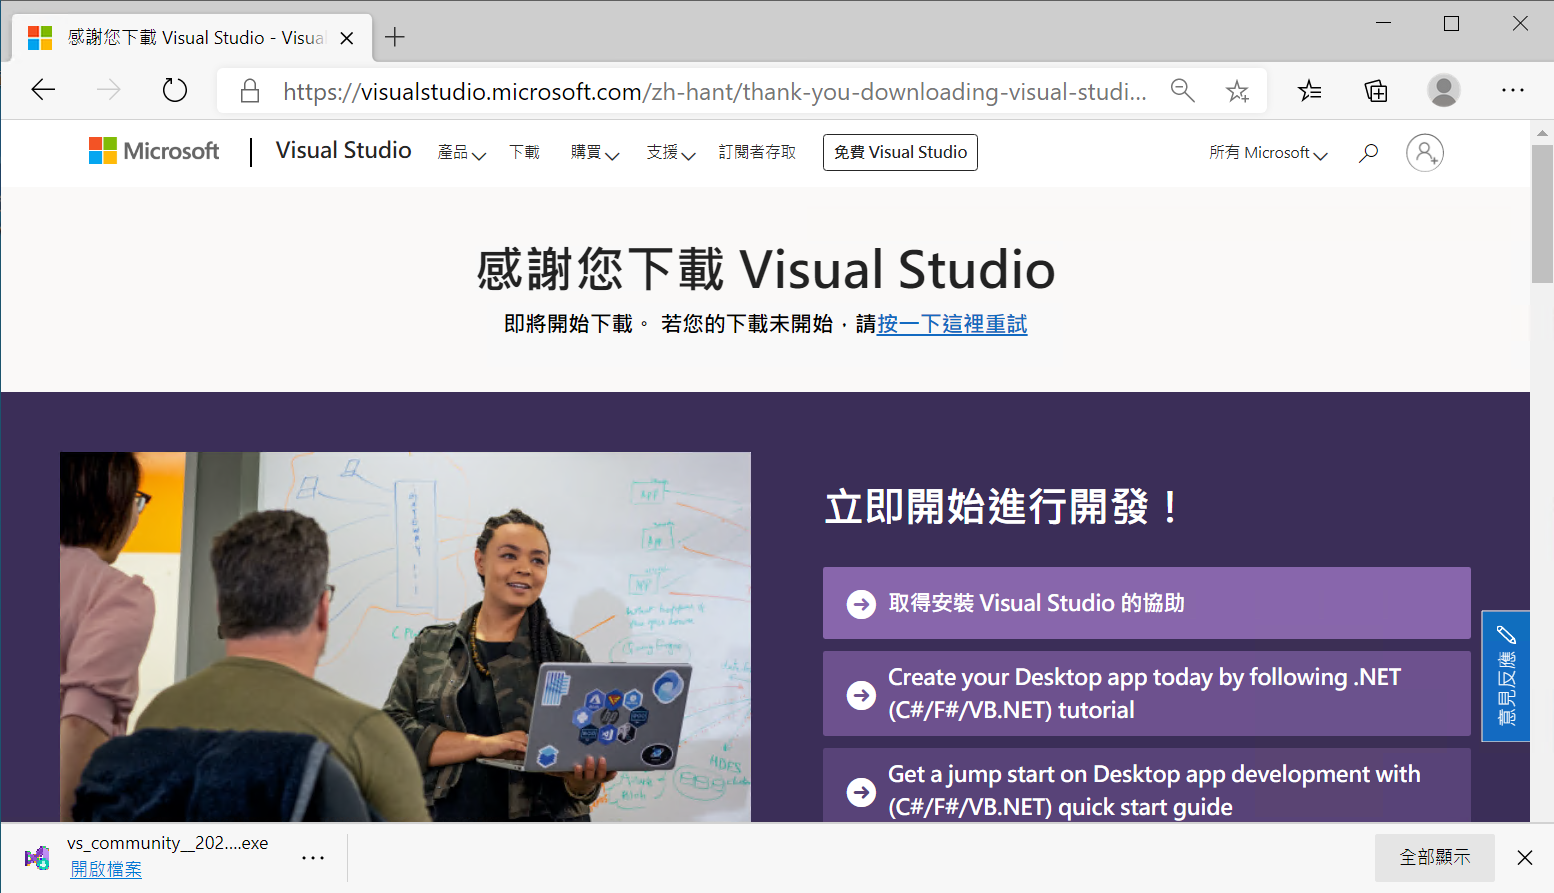 感謝您下載 Visual Studio - Visua
https://visualstudio.microsoft.com/zh-hant/thank-you-downloading-visual-studi...
Microsoft
Visual Studio
產品
下載
購買
支援
訂閱者存取
免費 Visual Studio
所有 Microsoft
感謝您下載 Visual Studio
即將開始下載。 若您的下載未開始，請按一下這裡重試
立即開始進行開發！
取得安裝 Visual Studio 的協助
Create your Desktop app today by following .NET
(C#/F#/VB.NET) tutorial
Get a jump start on Desktop app development with
(C#/F#/VB.NET) quick start guide
意見反應
APP
App
APP
HDFS
vs_community__202....exe
開啟檔案
全部顯示